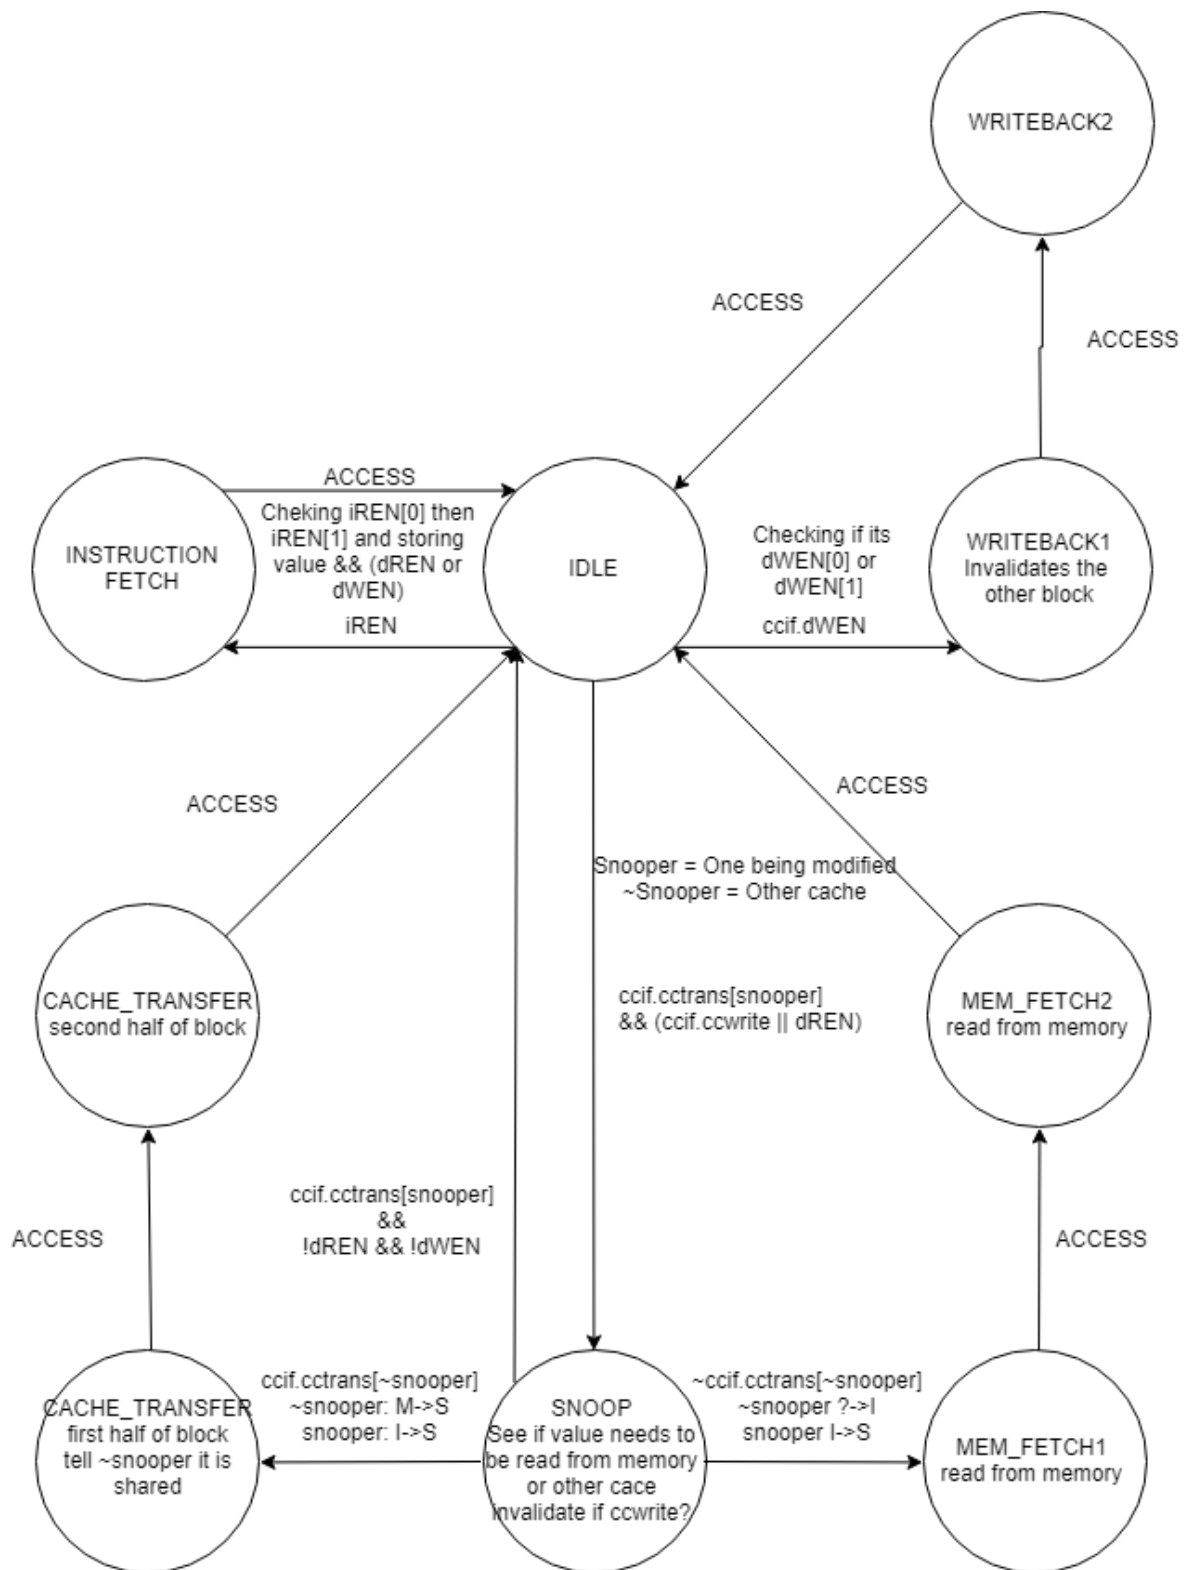 WRITEBACK2
ACCESS
ACCESS
ACCESS
Cheking iREN[0] then
iREN[1] and storing
value && (dREN or
dWEN)
iREN
INSTRUCTION
FETCH
IDLE
Checking if its
dWEN[0] or
dWEN[1]
ccif.dWEN
WRITEBACK1
Invalidates the
other block
ACCESS
ACCESS
Snooper = One being modified
~Snooper = Other cache
ccif.cctrans[snooper]
&& (ccif.ccwrite || dREN)
CACHE_TRANSFER
second half of block
MEM_FETCH2
read from memory
ccif.cctrans[snooper]
&&
!dREN && !dWEN
ACCESS
ACCESS
ccif.cctrans[~snooper]
~snooper: M->S
snooper: I->S
~ccif.cctrans[~snooper]
~snooper ?->I
snooper I->S
CACHE_TRANSFER
first half of block
tell ~snooper it is
shared
SNOOP
See if value needs to
be read from memory
or other cace
invalidate if ccwrite?
MEM_FETCH1
read from memory